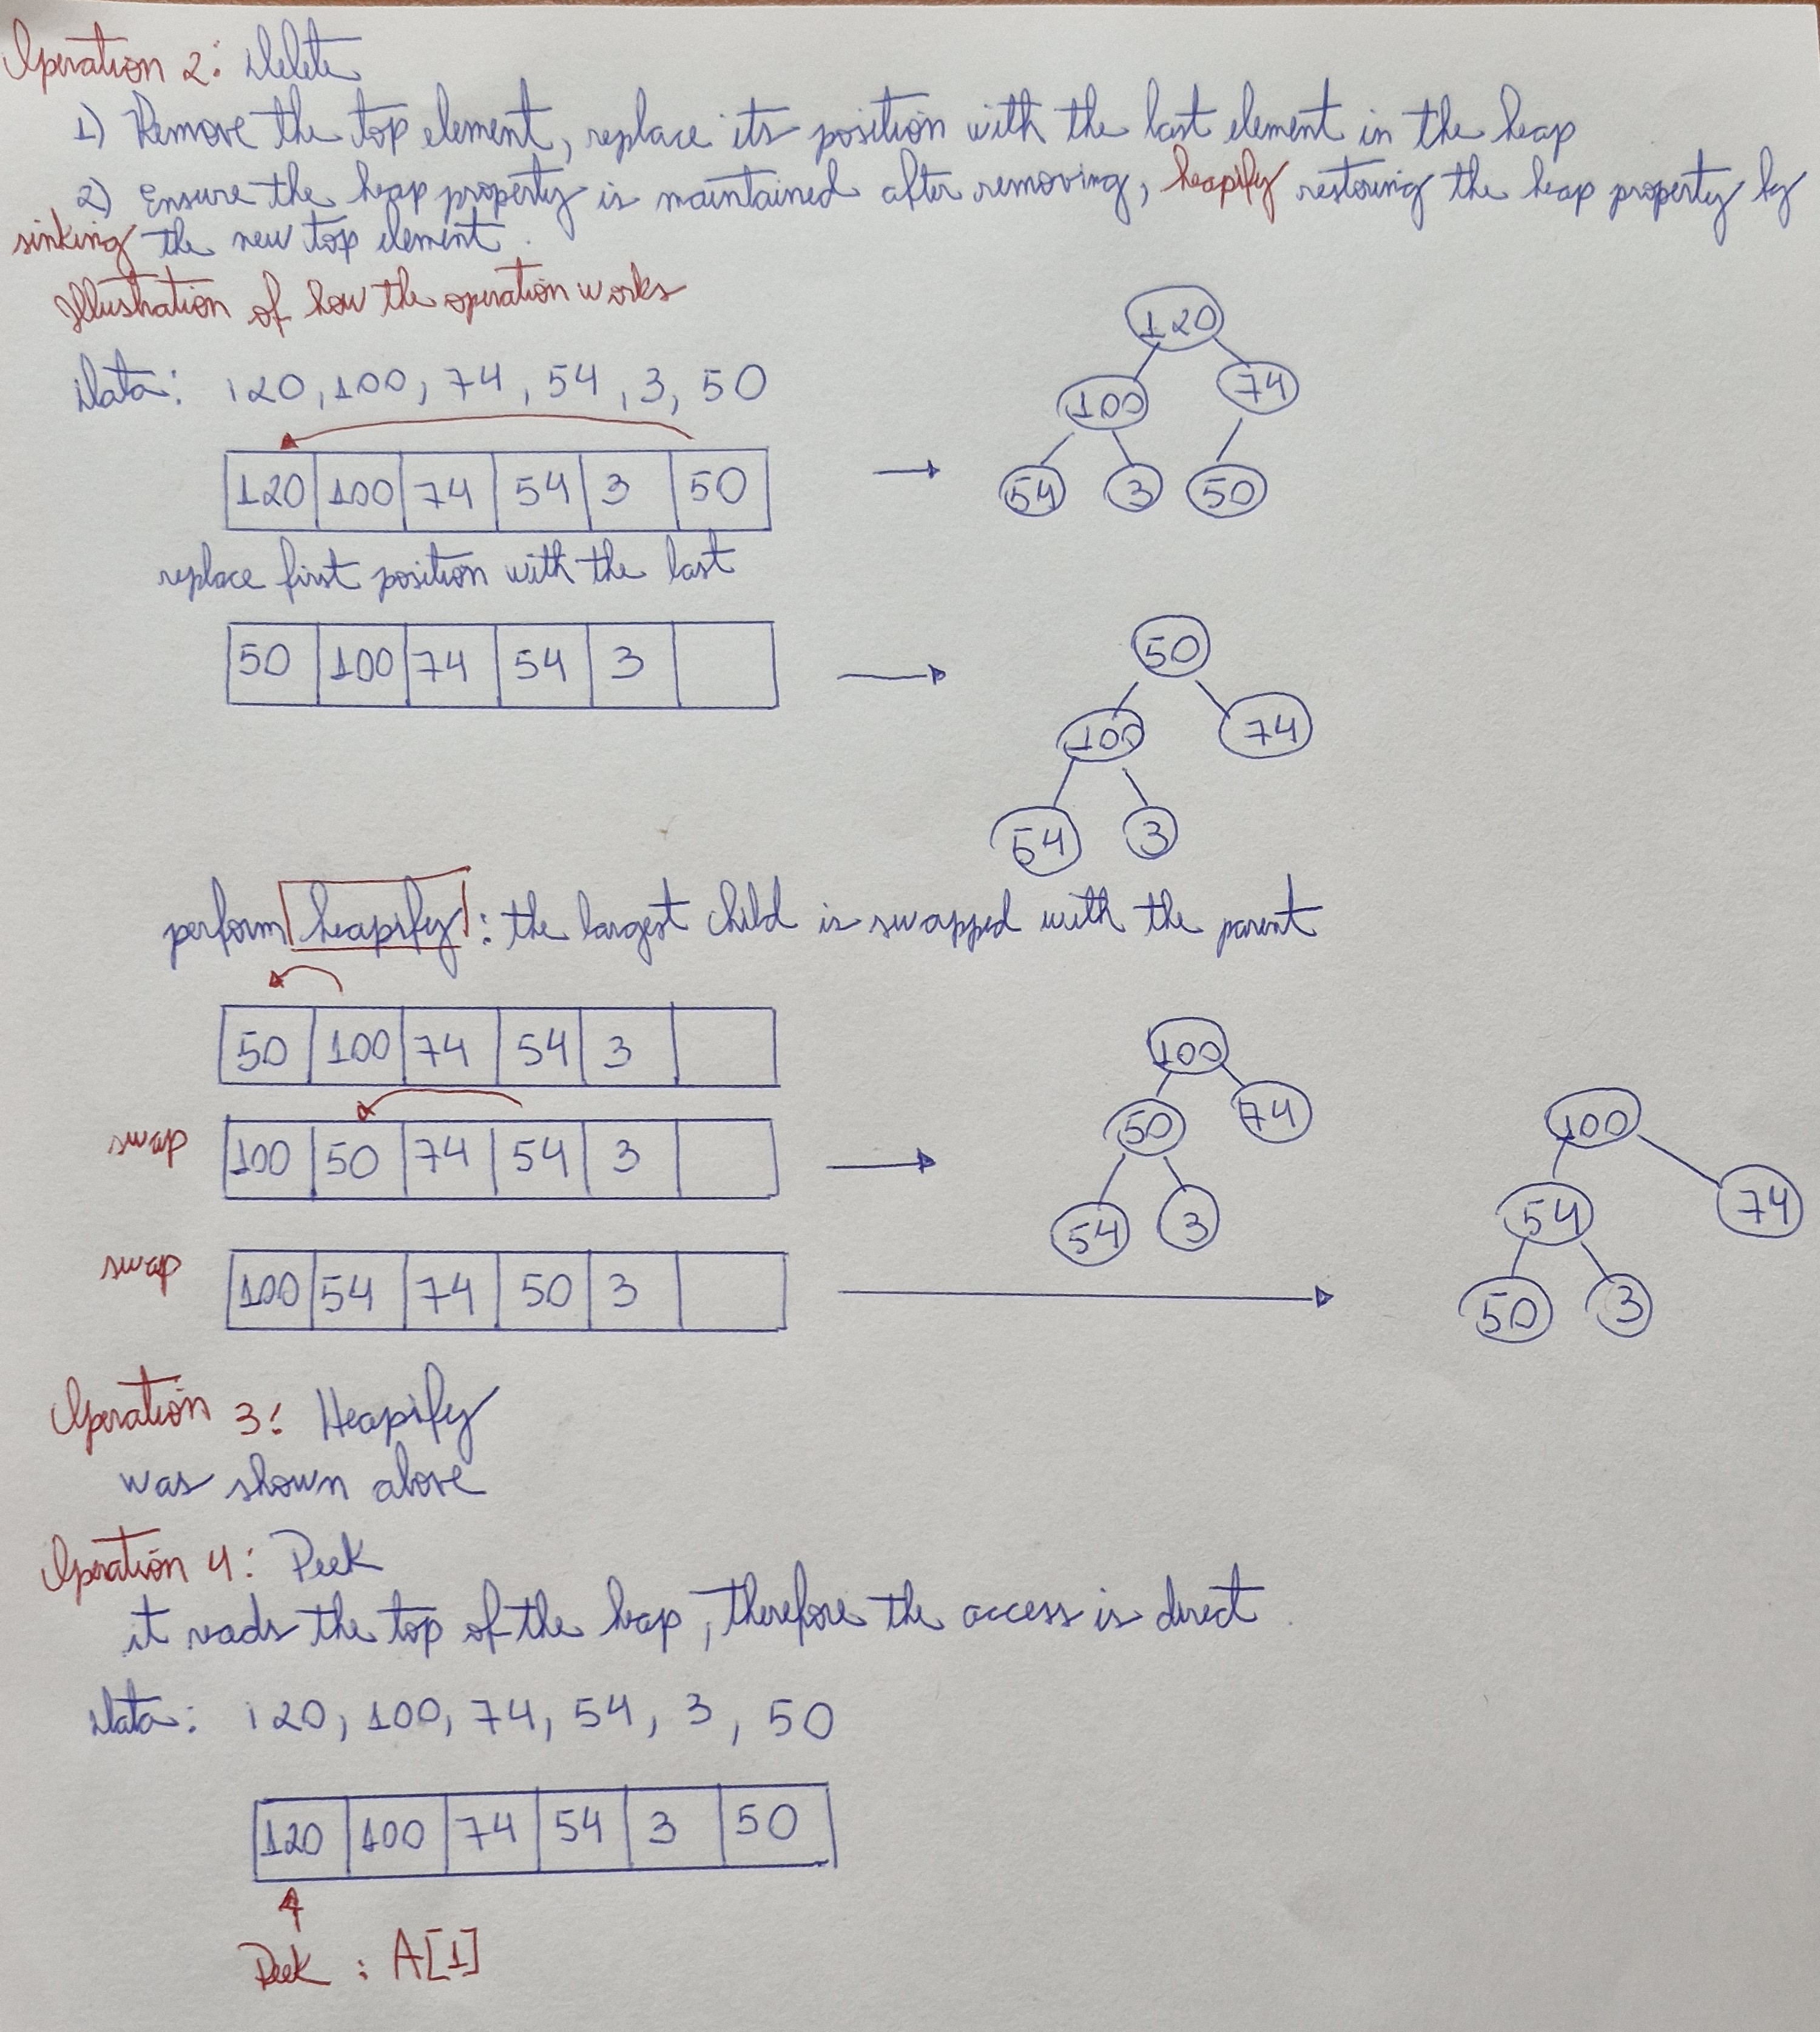 Operation 2: Delete
1) Remove the top element, replace its position with the last element in the heap
2) Ensure the heap property is maintained after removing, heapify restoring the heap property by
sinking the new top element.
Illustration of how the operation works
Data: 120, 100, 74, 54, 3, 50
120 100 74 54 3 50
120
100 74
54 3 50
replace first position with the last
50 100 74 54 3
50
100 74
54 3
perform heapify: the largest child is swapped with the parent
50 100 74 54 3
swap 100 50 74 54 3
100
50 74
54 3
swap 100 54 74 50 3
100
54 74
50 3
Operation 3: Heapify
was shown above
Operation 4: Peek
it reads the top of the heap, therefore the access is direct.
Data: 120, 100, 74, 54, 3, 50
120 100 74 54 3 50
Peek: A[1]